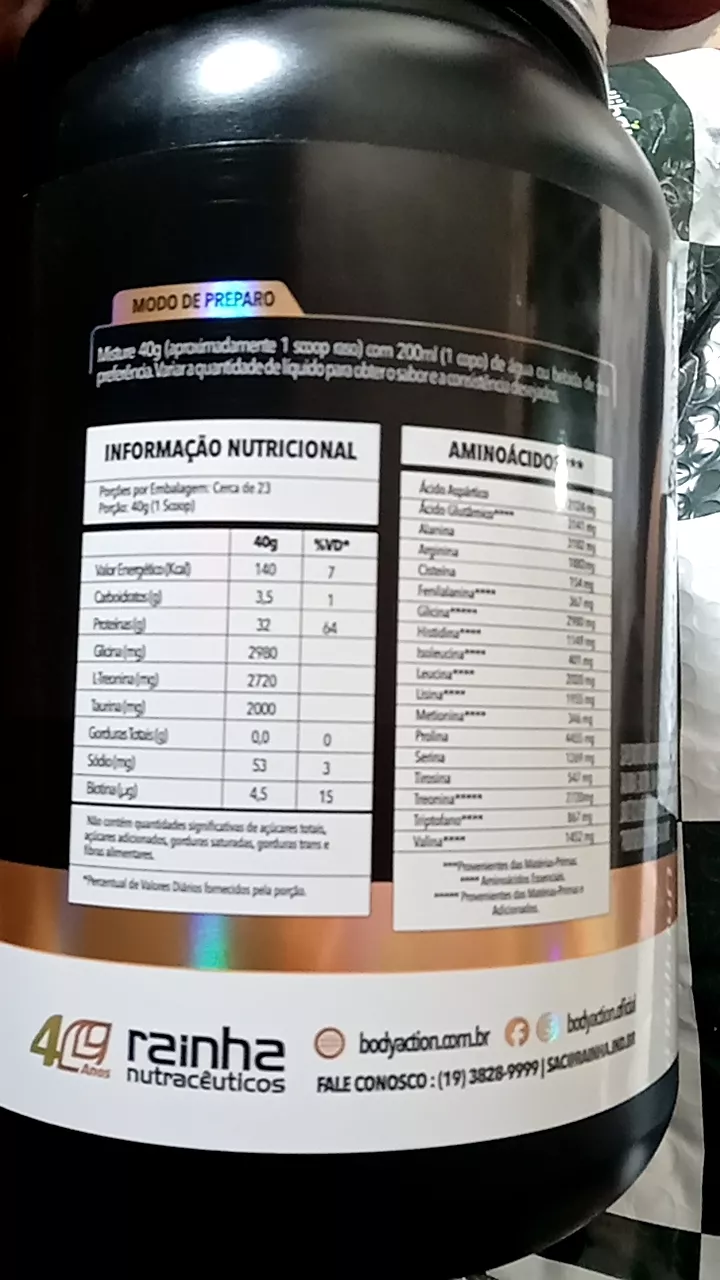 MODO DE PREPARO
Misture 40g (aproximadamente 1 scoop raso) com 200ml (1 copo) de água ou bebida de sua
preferência. Variar a quantidade de líquido para obter o sabor e a consistência desejados.
INFORMAÇÃO NUTRICIONAL
Porções por Embalagem: Cerca de 23
Porção: 40g (1 Scoop)
40g %VD*
Valor Energético (Kcal) 140 7
Carboidratos (g) 3,5 1
Proteínas (g) 32 64
Glicina (mg) 2980
L-Treonina (mg) 2720
Taurina (mg) 2000
Gorduras Totais (g) 0,0 0
Sódio (mg) 53 3
Biotina (µg) 4,5 15
Não contém quantidades significativas de açúcares totais,
açúcares adicionados, gorduras saturadas, gorduras trans e
fibras alimentares.
*Percentual de Valores Diários fornecidos pela porção.
AMINOÁCIDOS***
Ácido Aspártico
Ácido Glutâmico****
Alanina
Arginina
Cisteína
Fenilalanina****
Glicina***** 2980 mg
Histidina****
Isoleucina****
Leucina****
Lisina****
Metionina****
Prolina
Serina
Tirosina
Treonina***** 2720mg
Triptofano****
Valina****
***Provenientes das Matérias-Primas.
**** Aminoácidos Essenciais.
***** Provenientes das Matérias-Primas e
Adicionados.
40 Anos
rainha
nutracêuticos
bodyaction.com.br bodyaction.oficial
FALE CONOSCO : (19) 3828-9999 | SAC@RAINHA.IND.BR